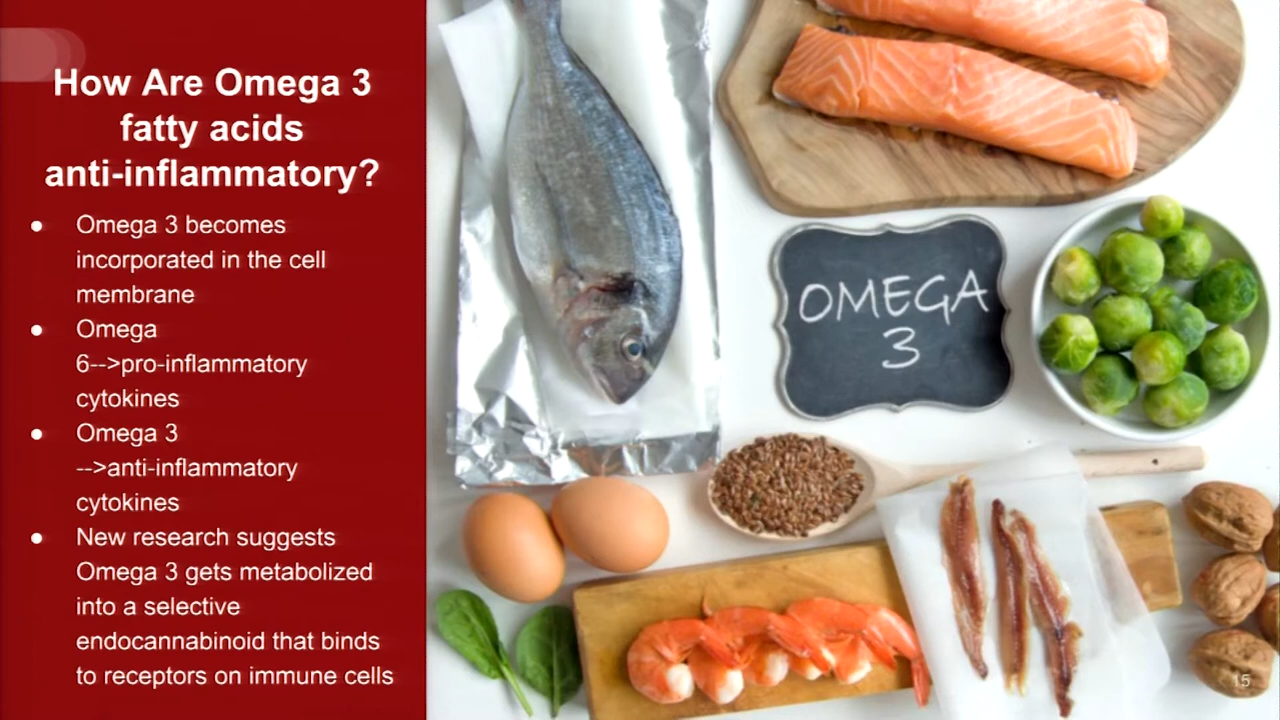 How Are Omega 3
fatty acids
anti-inflammatory?
● Omega 3 becomes
incorporated in the cell
membrane
● Omega
6-->pro-inflammatory
cytokines
● Omega 3
-->anti-inflammatory
cytokines
● New research suggests
Omega 3 gets metabolized
into a selective
endocannabinoid that binds
to receptors on immune cells
OMEGA
3
15